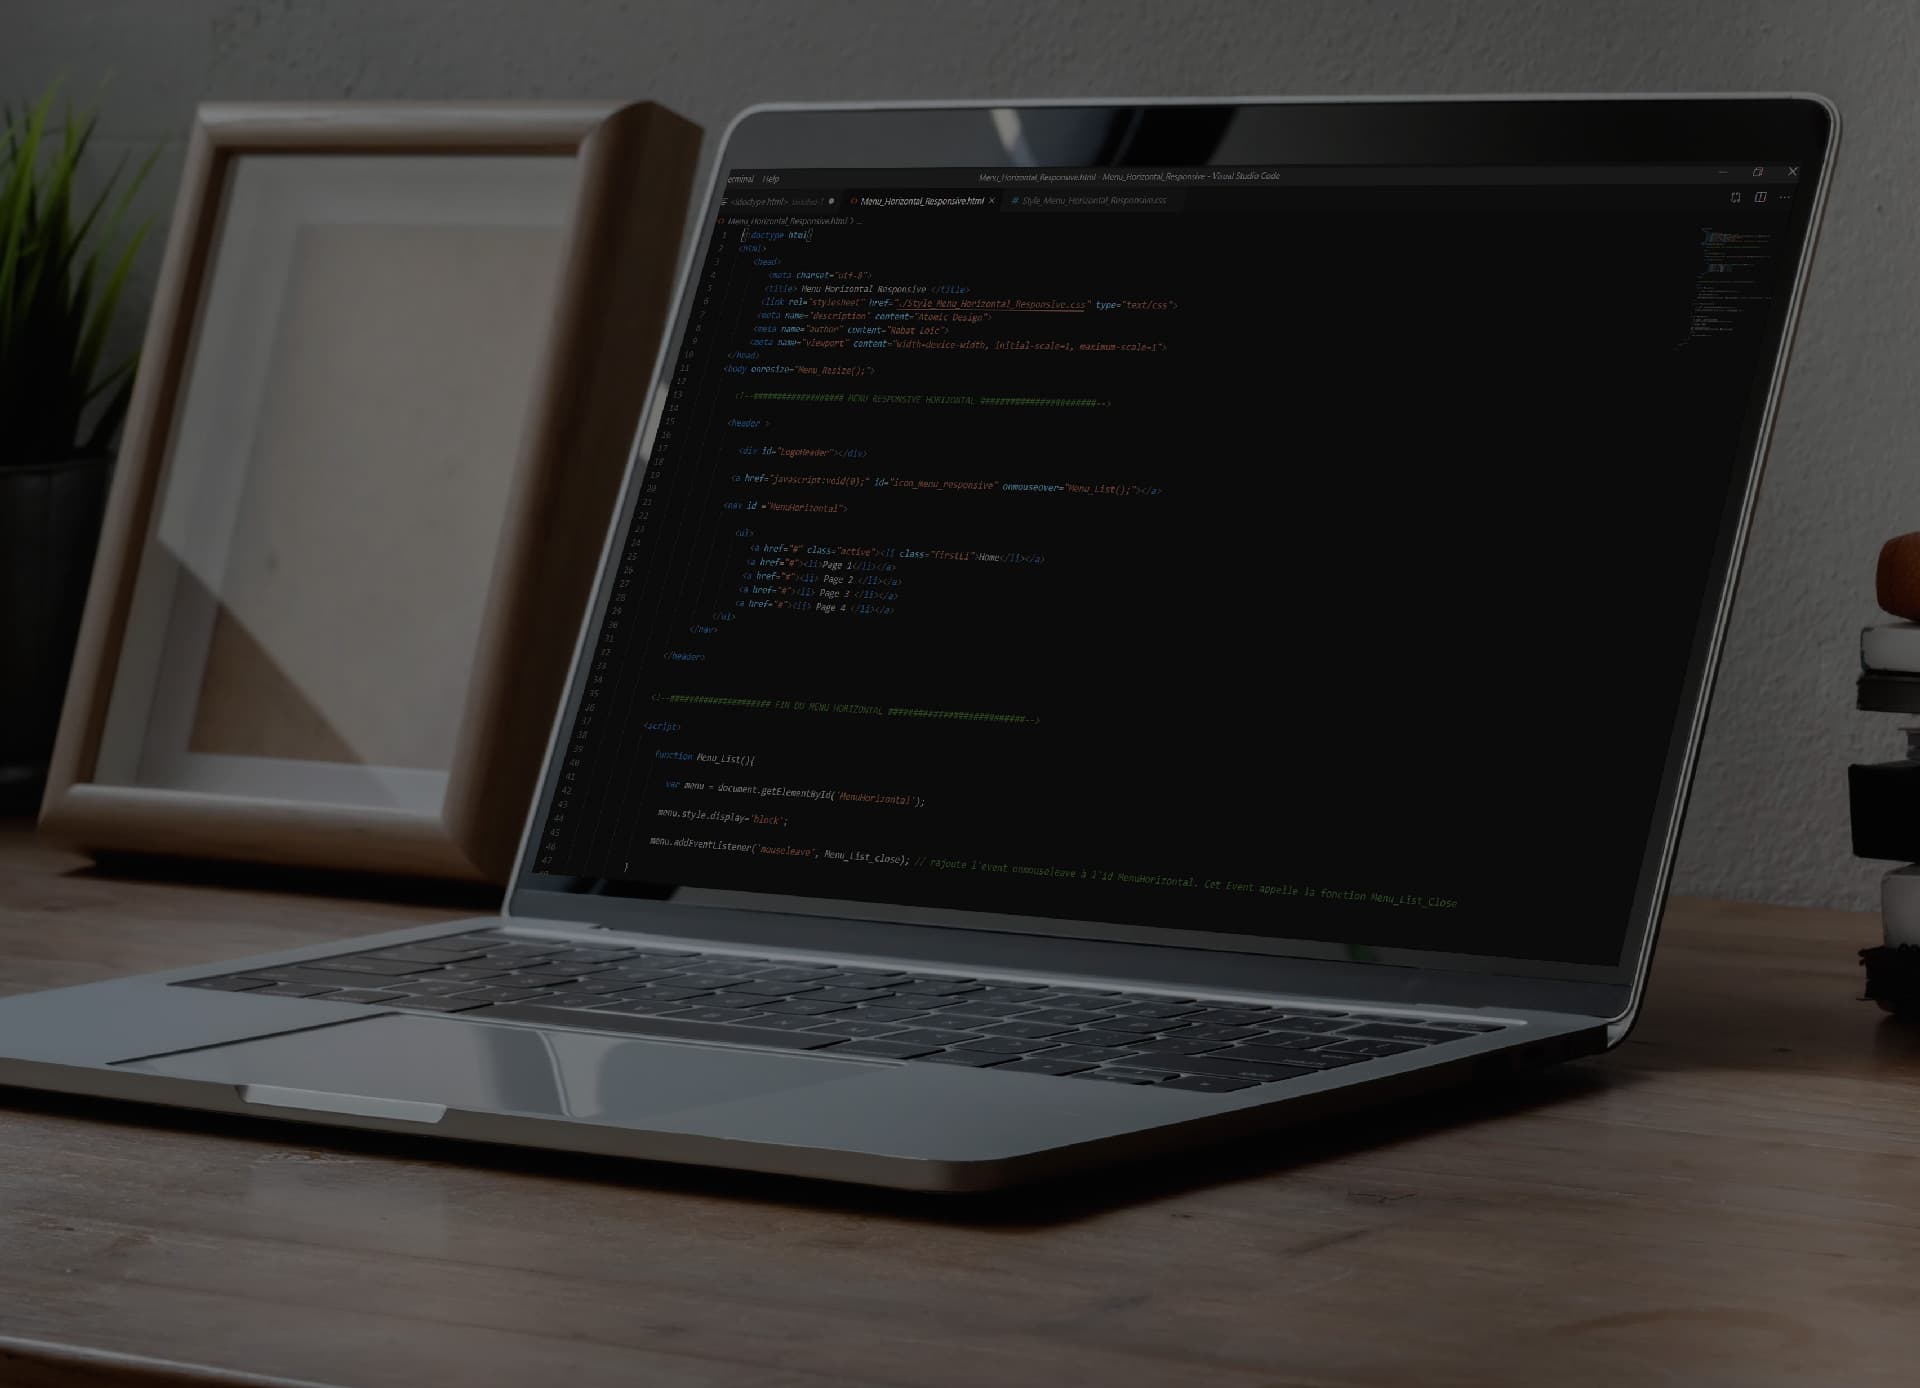 erminal Help Menu_Horizontal_Responsive.html - Menu_Horizontal_Responsive - Visual Studio Code
<!doctype html> Untitled-1 Menu_Horizontal_Responsive.html # Style_Menu_Horizontal_Responsive.css
Menu_Horizontal_Responsive.html > ...
1 <!doctype html>
2 <html>
3 <head>
4 <meta charset="utf-8">
5 <title> Menu Horizontal Responsive </title>
6 <link rel="stylesheet" href="./Style_Menu_Horizontal_Responsive.css" type="text/css">
7 <meta name="description" content="Atomic Design">
8 <meta name="author" content="Rabat Loic">
9 <meta name="viewport" content="width=device-width, initial-scale=1, maximum-scale=1">
10 </head>
11 <body onresize="Menu_Resize();">
12
13 <!--################### MENU RESPONSIVE HORIZONTAL ########################-->
14
15 <header >
16
17 <div id="LogoHeader"></div>
18
19 <a href="javascript:void(0);" id="icon_menu_responsive" onmouseover="Menu_List();"></a>
20
21 <nav id ="MenuHorizontal">
22
23 <ul>
24 <a href="#" class="active"><li class="firstLi">Home</li></a>
25 <a href="#"><li>Page 1</li></a>
26 <a href="#"><li> Page 2 </li></a>
27 <a href="#"><li> Page 3 </li></a>
28 <a href="#"><li> Page 4 </li></a>
29 </ul>
30 </nav>
31
32 </header>
33
34
35 <!--##################### FIN DU MENU HORIZONTAL ############################-->
36
37 <script>
38
39 function Menu_List(){
40
41 var menu = document.getElementById('MenuHorizontal');
42
43 menu.style.display='block';
44
45 menu.addEventListener('mouseleave', Menu_List_close); // rajoute l'event onmouseleave à l'id MenuHorizontal. Cet Event appelle la fonction Menu_List_Close
46
47 }